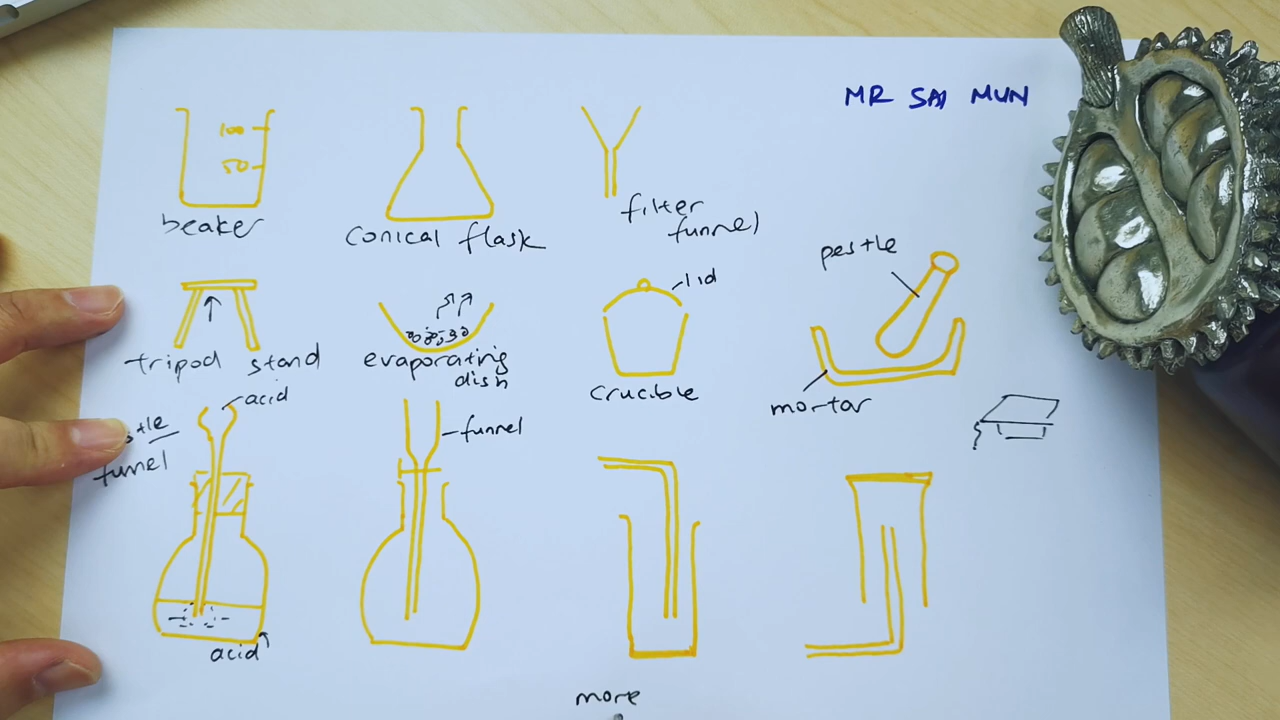 MR SAI MUN
100
50
beaker
conical flask
filter
funnel
tripod stand
evaporating
dish
lid
crucible
pestle
mortar
acid
stle
funnel
acid
funnel
more